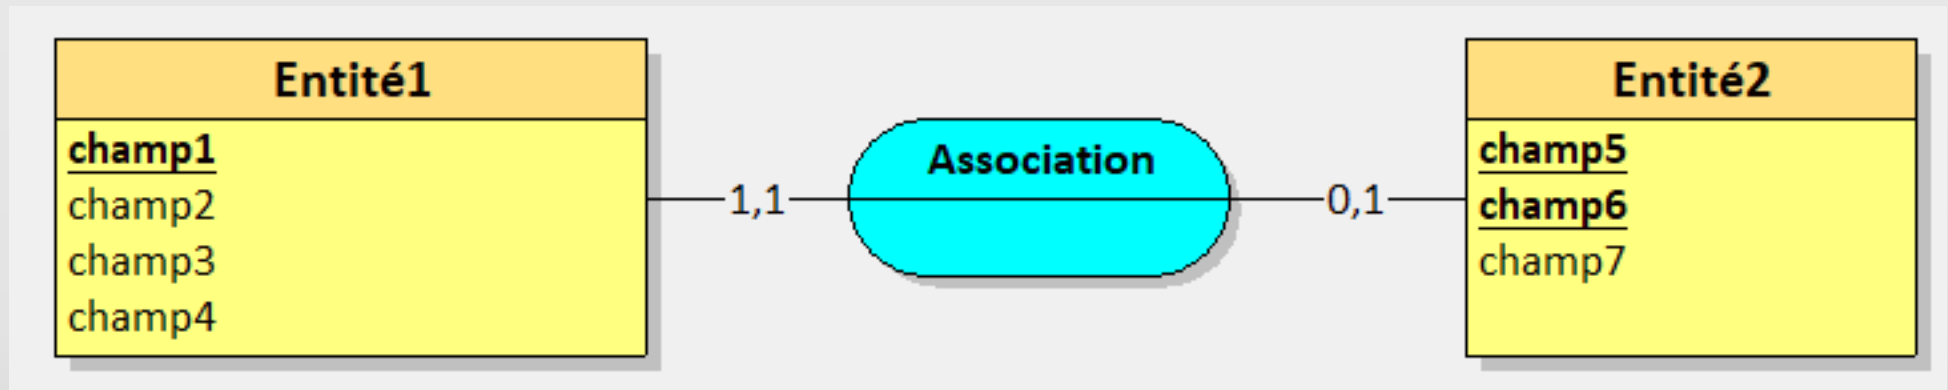 Entité1
champ1
champ2
champ3
champ4
1,1
Association
0,1
Entité2
champ5
champ6
champ7